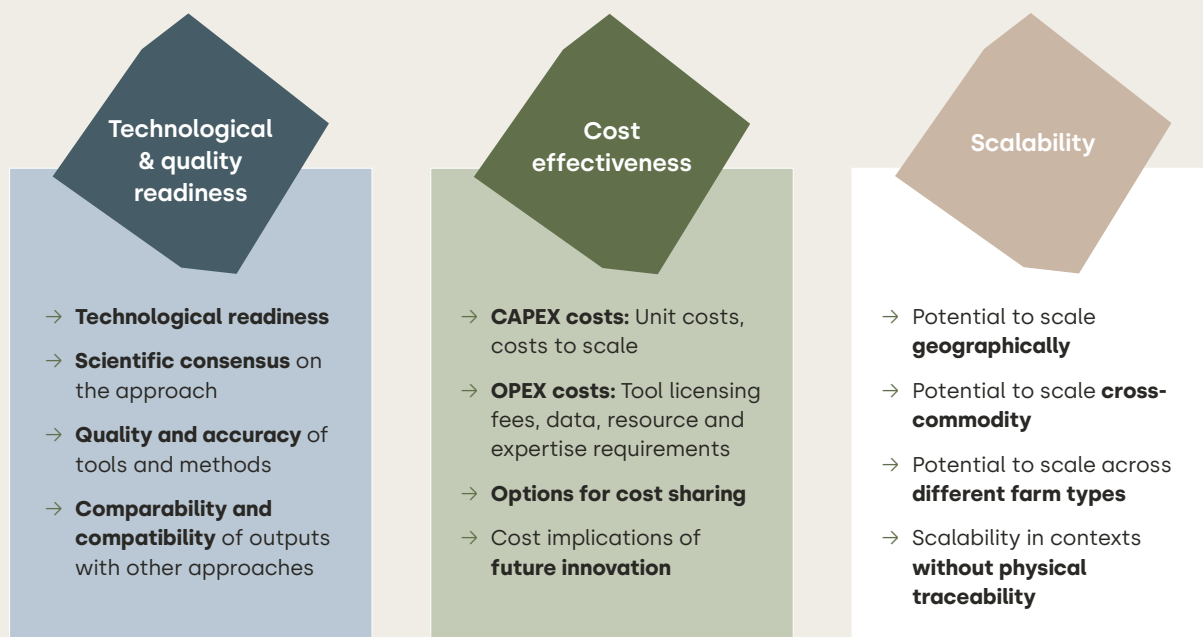 Technological
& quality
readiness
→ Technological readiness
→ Scientific consensus on
the approach
→ Quality and accuracy of
tools and methods
→ Comparability and
compatibility of outputs
with other approaches
Cost
effectiveness
→ CAPEX costs: Unit costs,
costs to scale
→ OPEX costs: Tool licensing
fees, data, resource and
expertise requirements
→ Options for cost sharing
→ Cost implications of
future innovation
Scalability
→ Potential to scale
geographically
→ Potential to scale cross-
commodity
→ Potential to scale across
different farm types
→ Scalability in contexts
without physical
traceability